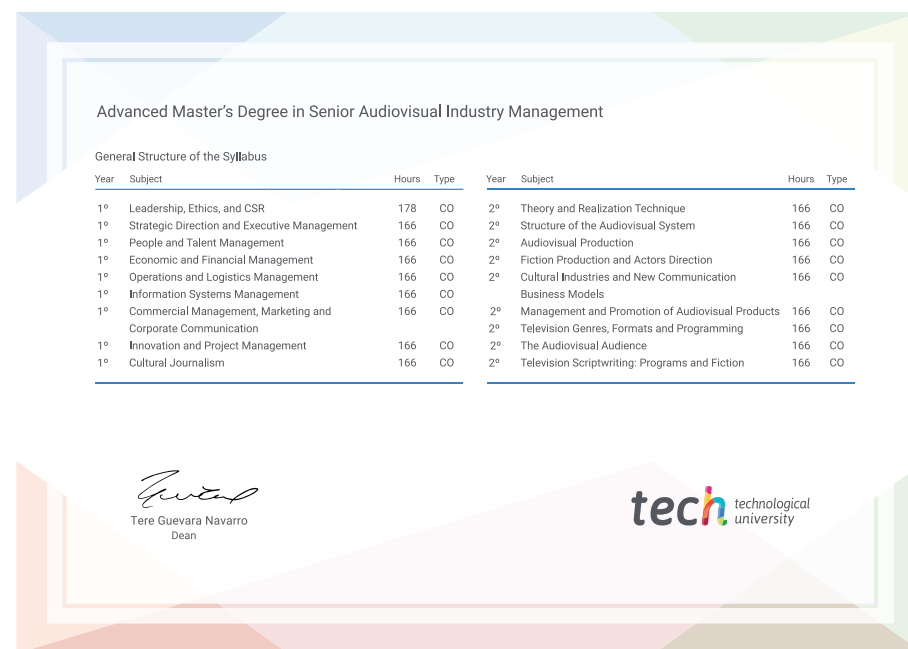 Advanced Master's Degree in Senior Audiovisual Industry Management
General Structure of the Syllabus
Year Subject Hours Type
1º Leadership, Ethics, and CSR 178 CO
1º Strategic Direction and Executive Management 166 CO
1º People and Talent Management 166 CO
1º Economic and Financial Management 166 CO
1º Operations and Logistics Management 166 CO
1º Information Systems Management 166 CO
1º Commercial Management, Marketing and 166 CO
Corporate Communication
1º Innovation and Project Management 166 CO
1º Cultural Journalism 166 CO
Year Subject Hours Type
2º Theory and Realization Technique 166 CO
2º Structure of the Audiovisual System 166 CO
2º Audiovisual Production 166 CO
2º Fiction Production and Actors Direction 166 CO
2º Cultural Industries and New Communication 166 CO
Business Models
2º Management and Promotion of Audiovisual Products 166 CO
2º Television Genres, Formats and Programming 166 CO
2º The Audiovisual Audience 166 CO
2º Television Scriptwriting: Programs and Fiction 166 CO
Tere Guevara Navarro
Dean
tech technological
university